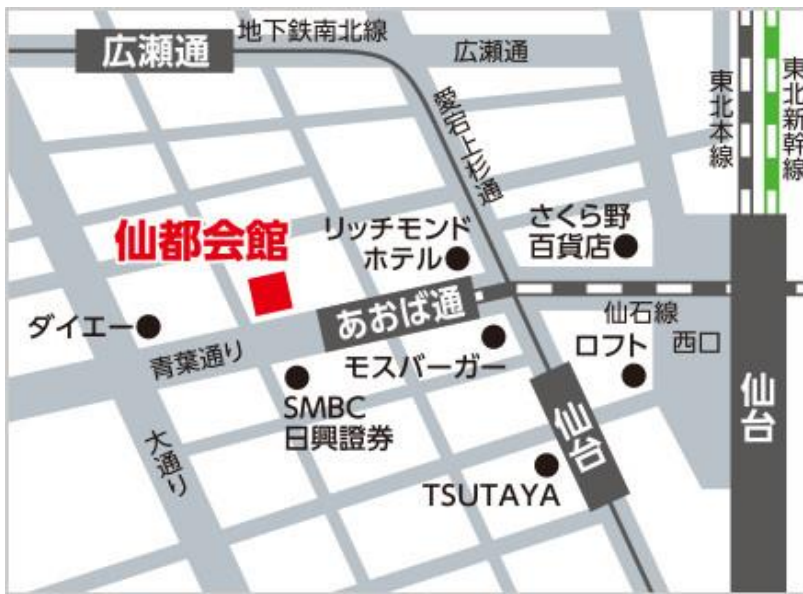 地下鉄南北線
広瀬通
広瀬通
愛宕上杉通
東北本線
東北新幹線
仙都会館
リッチモンド
ホテル
さくら野
百貨店
ダイエー
青葉通り
あおば通
仙石線
西口
モスバーガー
ロフト
SMBC
日興證券
大通り
仙台
仙台
TSUTAYA